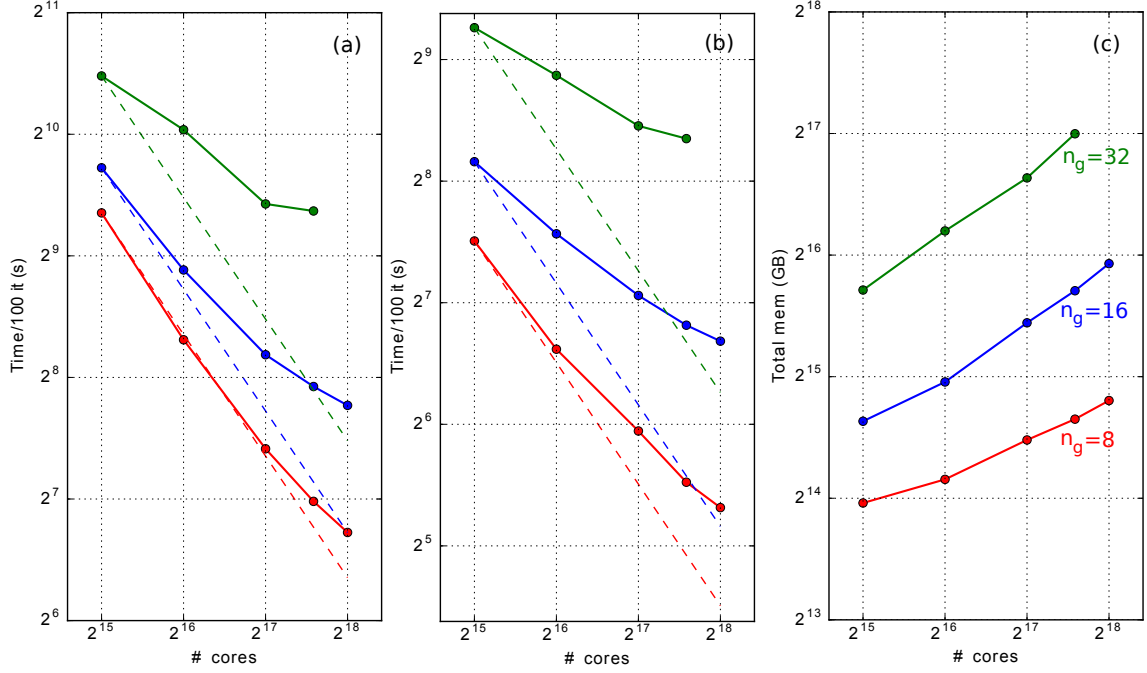 (a)
2^11
2^10
2^9
2^8
2^7
2^6
Time/100 it (s)
2^15 2^16 2^17 2^18
# cores
(b)
2^9
2^8
2^7
2^6
2^5
Time/100 it (s)
2^15 2^16 2^17 2^18
# cores
(c)
2^18
2^17
2^16
2^15
2^14
2^13
Total mem (GB)
n_g=32
n_g=16
n_g=8
2^15 2^16 2^17 2^18
# cores